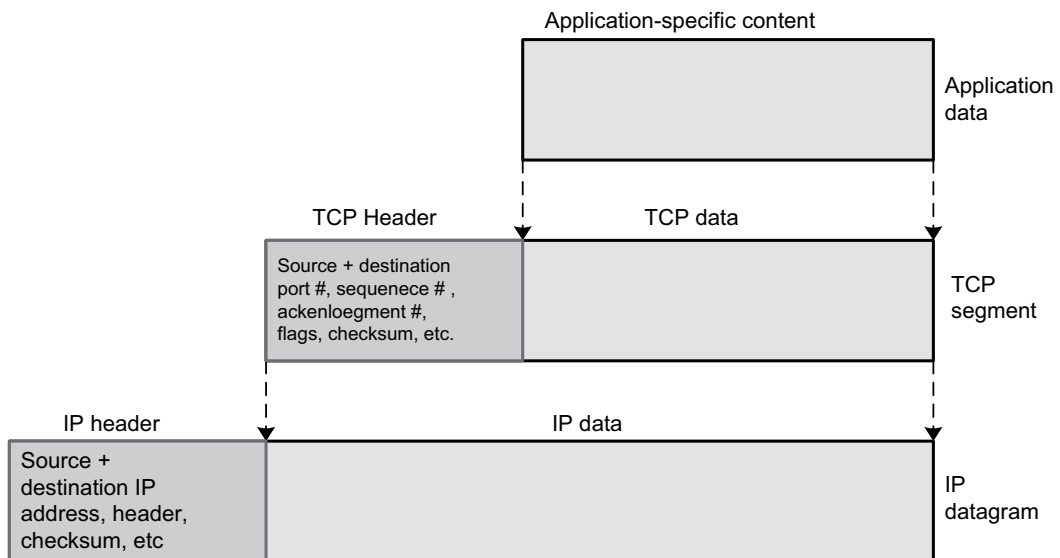 Application-specific content
Application
data
TCP Header
TCP data
Source + destination
port #, sequenece # ,
ackenloegment #,
flags, checksum, etc.
TCP
segment
IP header
IP data
Source +
destination IP
address, header,
checksum, etc
IP
datagram